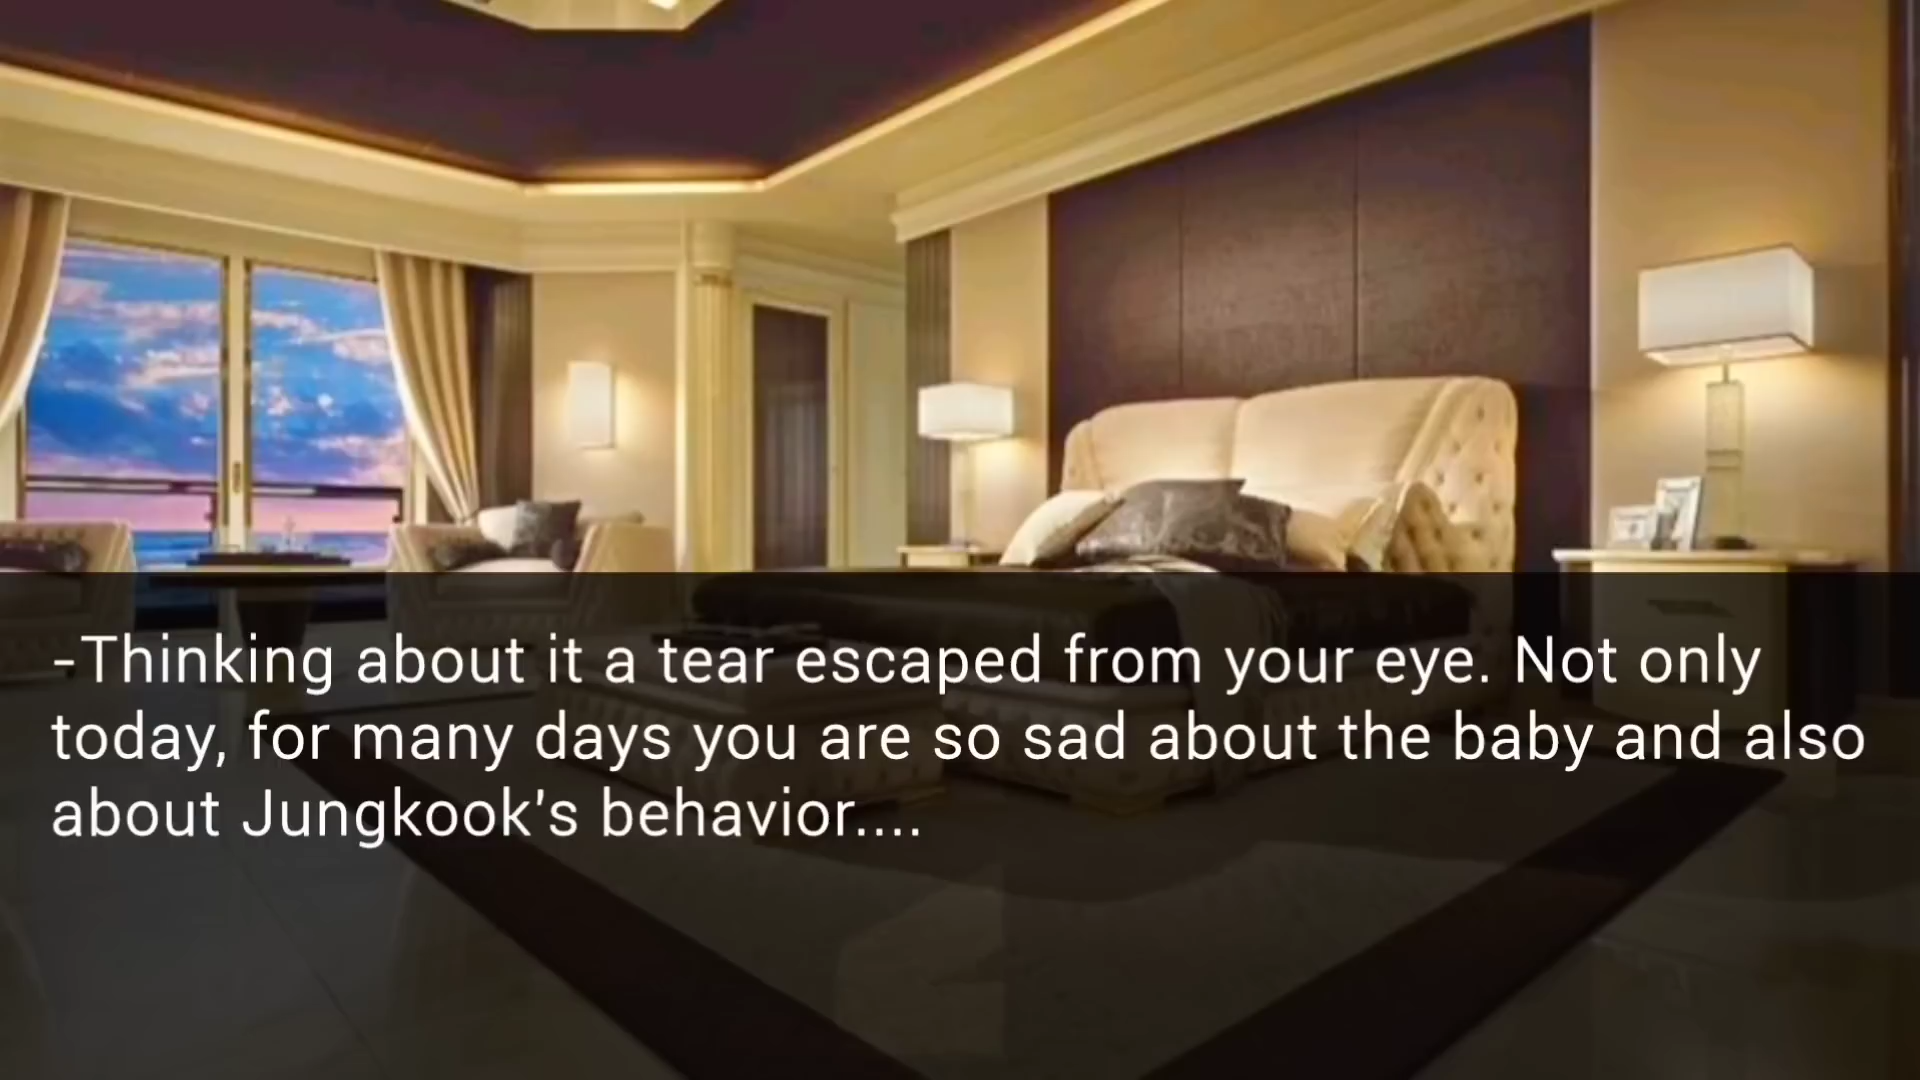 -Thinking about it a tear escaped from your eye. Not only
today, for many days you are so sad about the baby and also
about Jungkook's behavior....